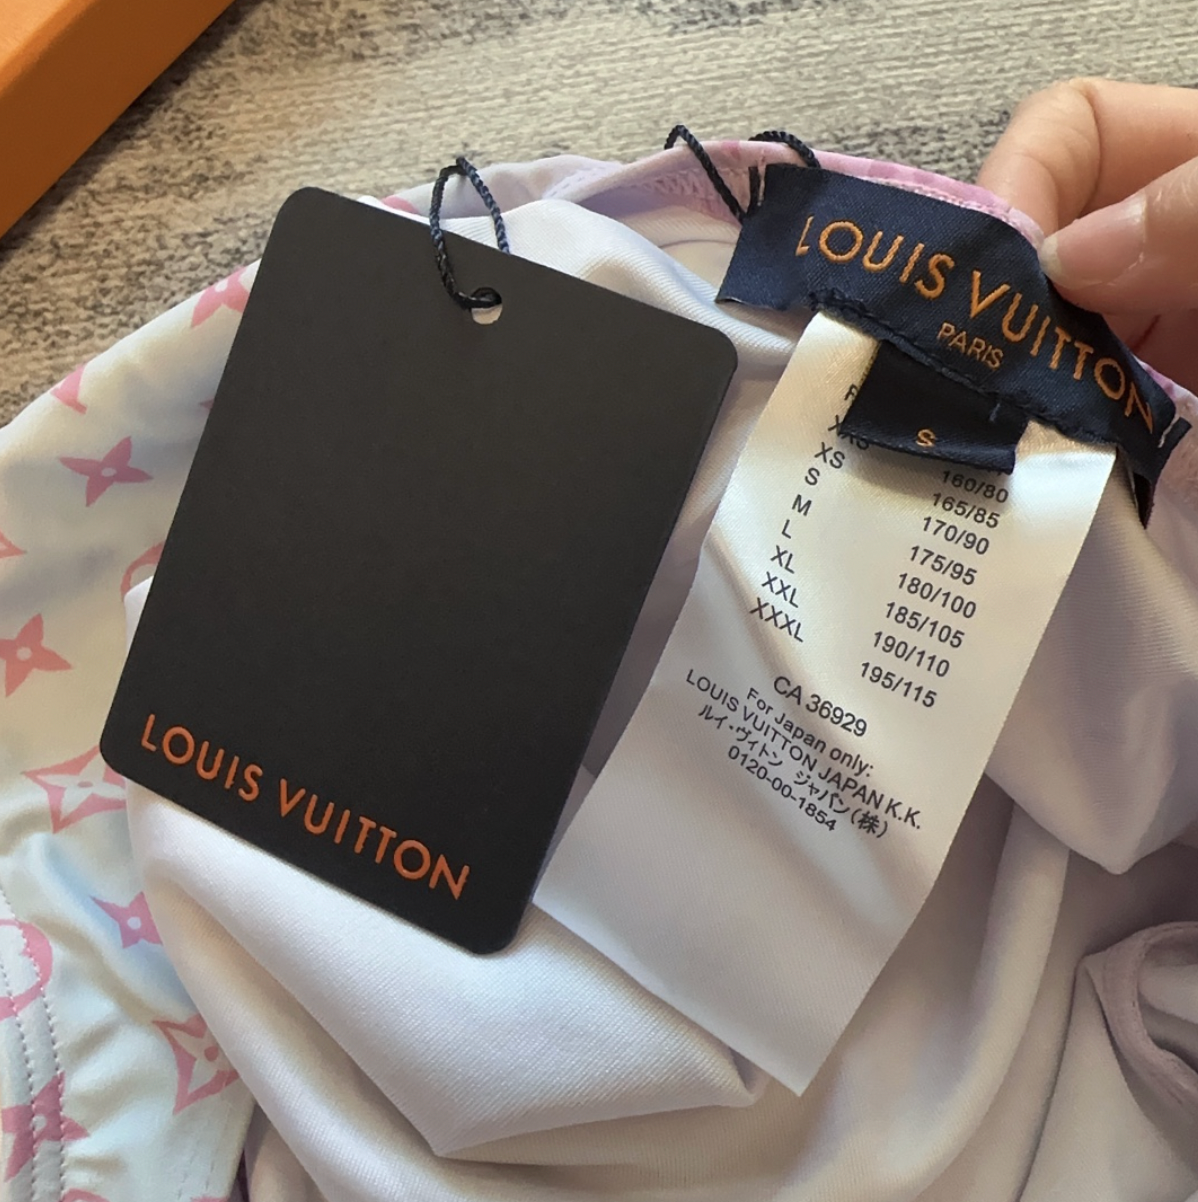 LOUIS VUITTON
PARIS
S
XXS
XS 160/80
S 165/85
M 170/90
L 175/95
XL 180/100
XXL 185/105
XXXL 190/110
195/115
CA 36929
For Japan only:
LOUIS VUITTON JAPAN K.K.
ルイ・ヴィトン ジャパン(株)
0120-00-1854
LOUIS VUITTON